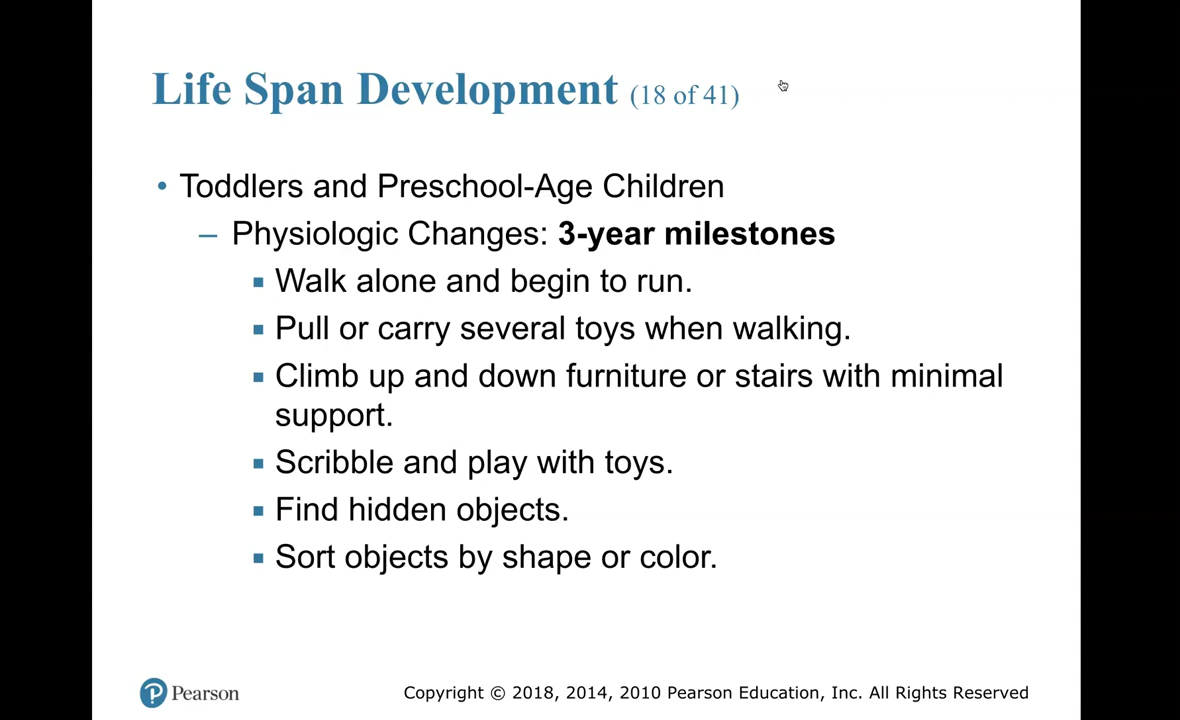 Life Span Development (18 of 41)
• Toddlers and Preschool-Age Children
– Physiologic Changes: 3-year milestones
▪ Walk alone and begin to run.
▪ Pull or carry several toys when walking.
▪ Climb up and down furniture or stairs with minimal
support.
▪ Scribble and play with toys.
▪ Find hidden objects.
▪ Sort objects by shape or color.
Pearson
Copyright © 2018, 2014, 2010 Pearson Education, Inc. All Rights Reserved